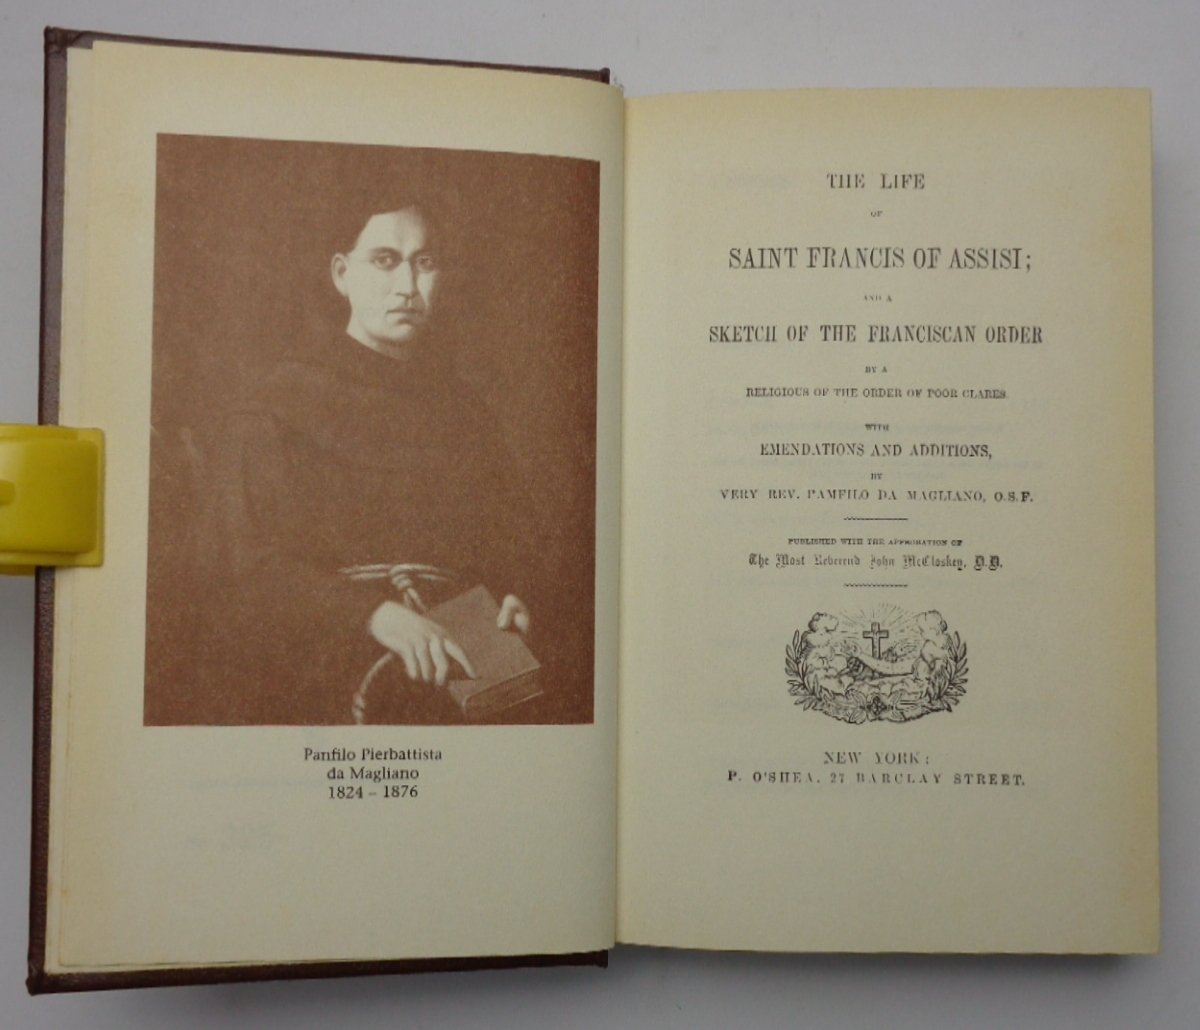 Panfilo Pierbattista
da Magliano
1824 – 1876
THE LIFE
OF
SAINT FRANCIS OF ASSISI;
AND A
SKETCH OF THE FRANCISCAN ORDER
BY A
RELIGIOUS OF THE ORDER OF POOR CLARES.
WITH
EMENDATIONS AND ADDITIONS,
BY
VERY REV. PAMFILO DA MAGLIANO, O.S.F.
PUBLISHED WITH THE APPROBATION OF
The Most Reverend John McCloskey, D.D.
NEW YORK:
P. O'SHEA, 27 BARCLAY STREET.